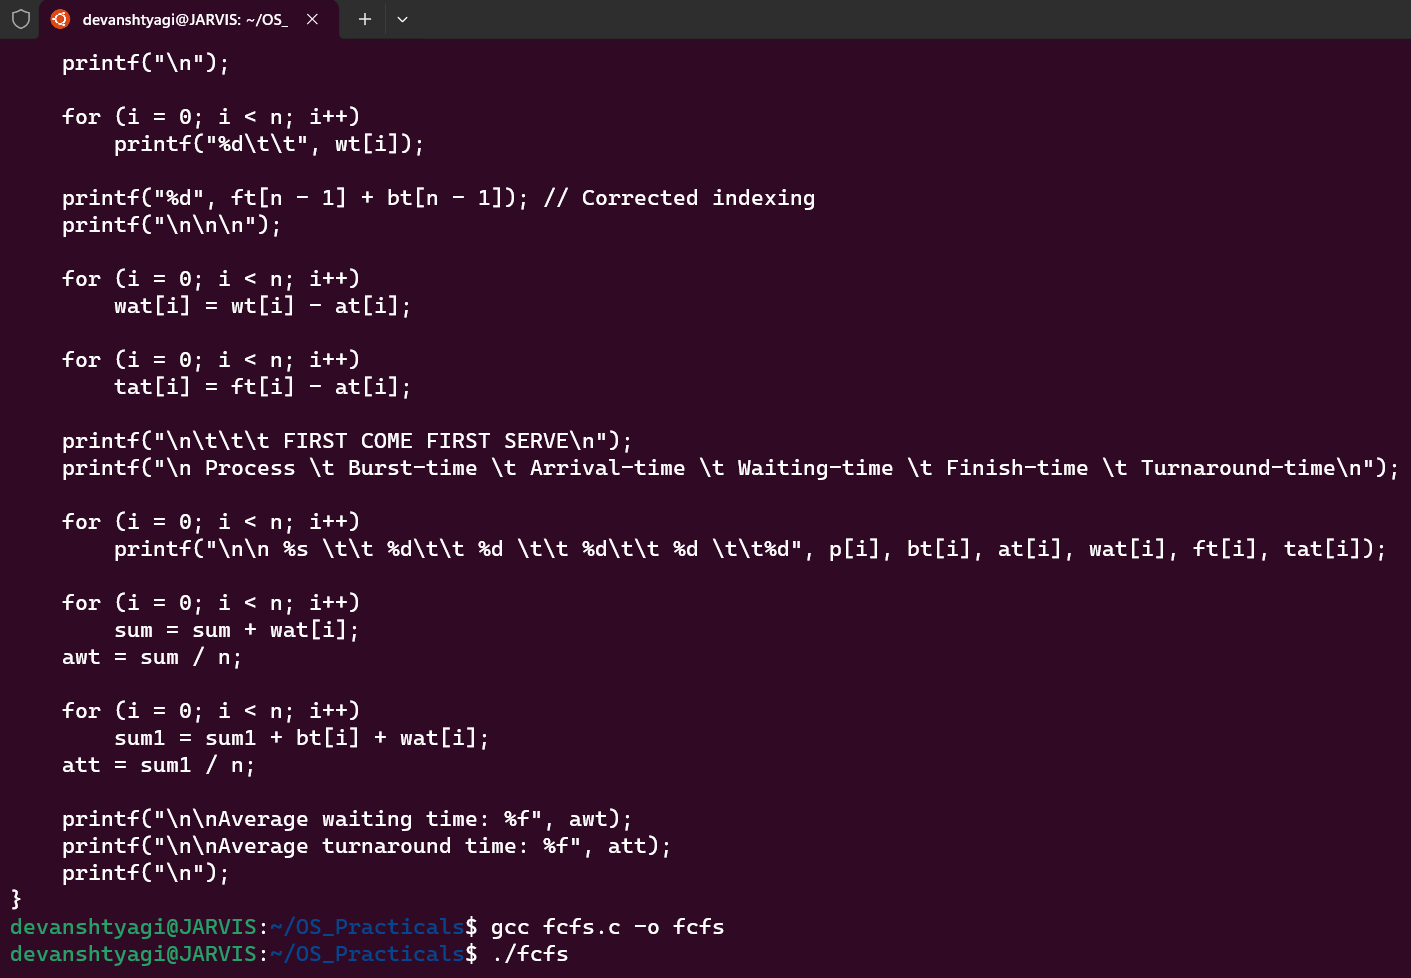 devanshtyagi@JARVIS: ~/OS_
    printf("\n");
    for (i = 0; i < n; i++)
        printf("%d\t\t", wt[i]);
    printf("%d", ft[n - 1] + bt[n - 1]); // Corrected indexing
    printf("\n\n\n");
    for (i = 0; i < n; i++)
        wat[i] = wt[i] - at[i];
    for (i = 0; i < n; i++)
        tat[i] = ft[i] - at[i];
    printf("\n\t\t\t FIRST COME FIRST SERVE\n");
    printf("\n Process \t Burst-time \t Arrival-time \t Waiting-time \t Finish-time \t Turnaround-time\n");
    for (i = 0; i < n; i++)
        printf("\n\n %s \t\t %d\t\t %d \t\t %d\t\t %d \t\t%d", p[i], bt[i], at[i], wat[i], ft[i], tat[i]);
    for (i = 0; i < n; i++)
        sum = sum + wat[i];
    awt = sum / n;
    for (i = 0; i < n; i++)
        sum1 = sum1 + bt[i] + wat[i];
    att = sum1 / n;
    printf("\n\nAverage waiting time: %f", awt);
    printf("\n\nAverage turnaround time: %f", att);
    printf("\n");
}
devanshtyagi@JARVIS:~/OS_Practicals$ gcc fcfs.c -o fcfs
devanshtyagi@JARVIS:~/OS_Practicals$ ./fcfs